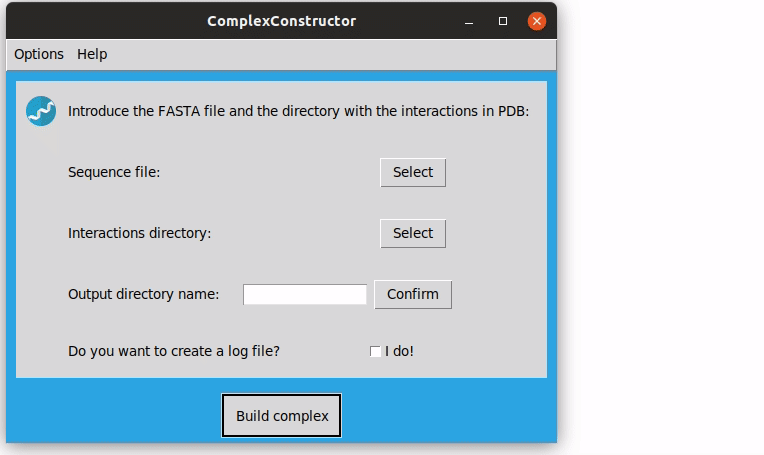 ComplexConstructor
Options Help
Introduce the FASTA file and the directory with the interactions in PDB:
Sequence file: Select
Interactions directory: Select
Output directory name: Confirm
Do you want to create a log file? I do!
Build complex